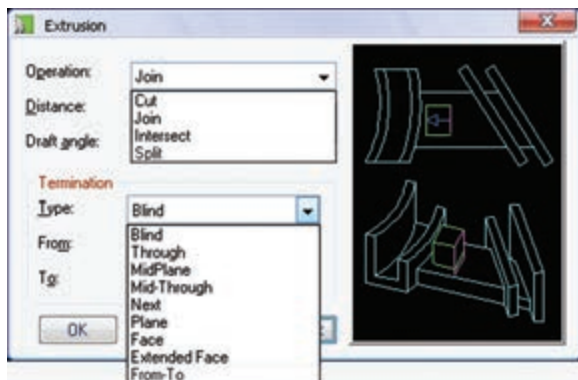 Extrusion
Operation:
Join
Cut
Join
Intersect
Split
Distance:
Draft angle:
Termination
Type:
Blind
Blind
Through
MidPlane
Mid-Through
Next
Plane
Face
Extended Face
From-To
From:
To:
OK